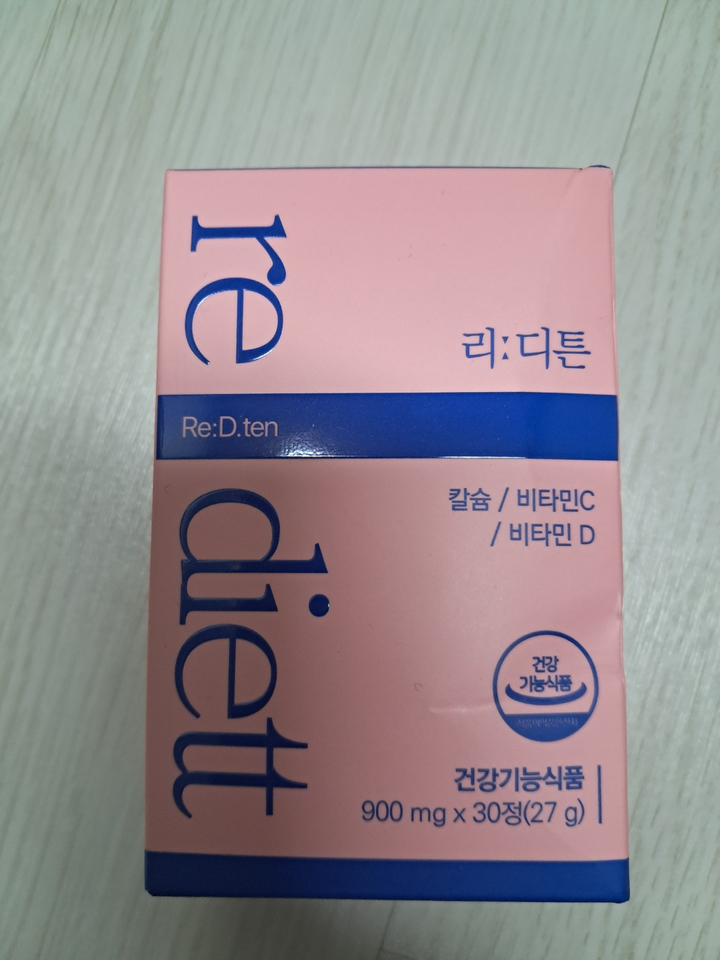 re
diett
리:디튼
Re:D.ten
칼슘 / 비타민C
/ 비타민 D
건강
기능식품
건강기능식품
900 mg x 30정(27 g)